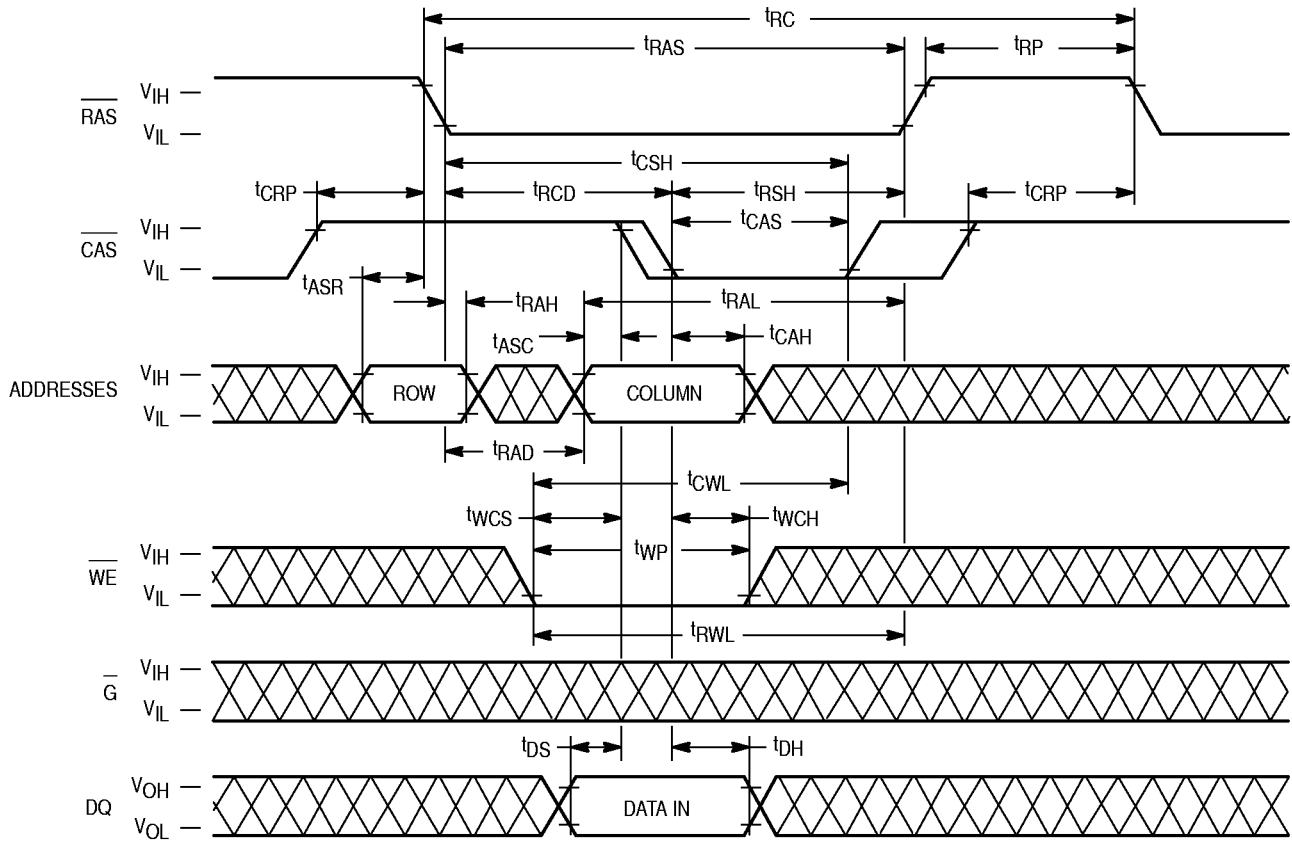 tRC
tRAS
tRP
RAS
VIH
VIL
tCSH
tCRP
tRCD
tRSH
tCRP
CAS
VIH
VIL
tCAS
tASR
tRAH
tRAL
tASC
tCAH
ADDRESSES
VIH
VIL
ROW
COLUMN
tRAD
tCWL
tWCS
tWCH
WE
VIH
VIL
tWP
tRWL
G
VIH
VIL
tDS
tDH
DQ
VOH
VOL
DATA IN